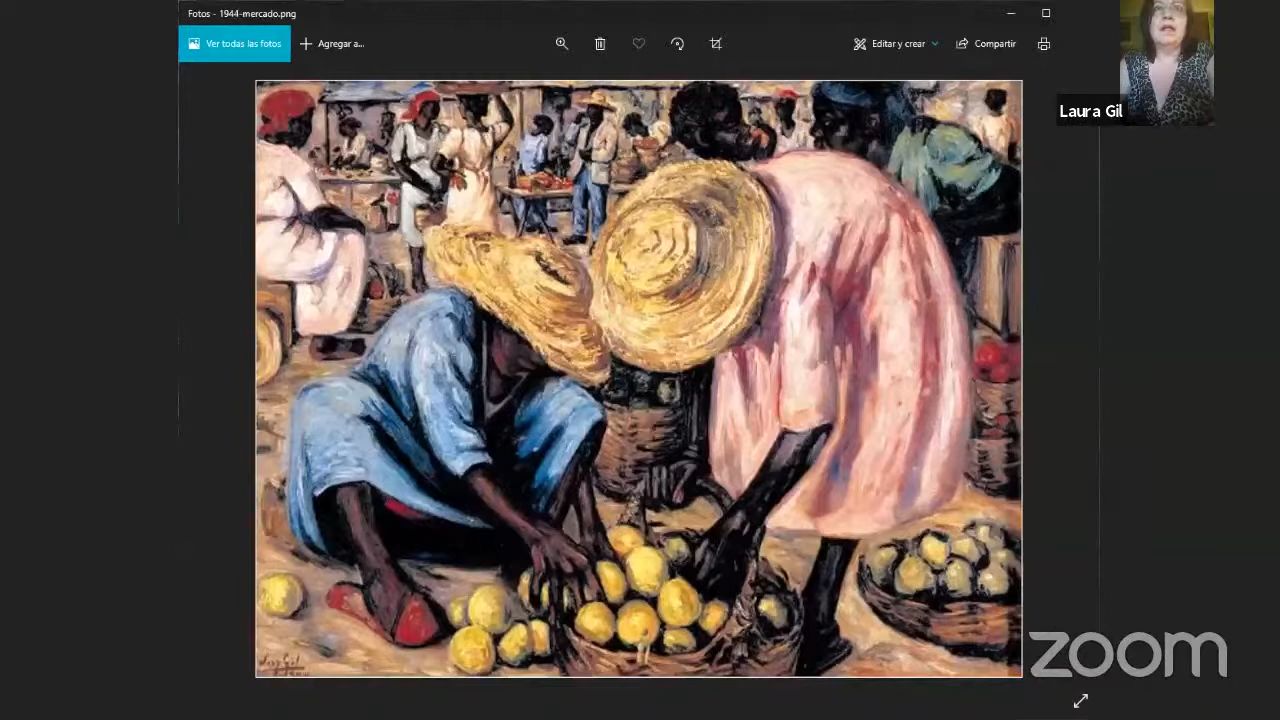 Fotos - 1944-mercado.png
Ver todas las fotos
Agregar a...
Editar y crear
Compartir
Laura Gil
zoom